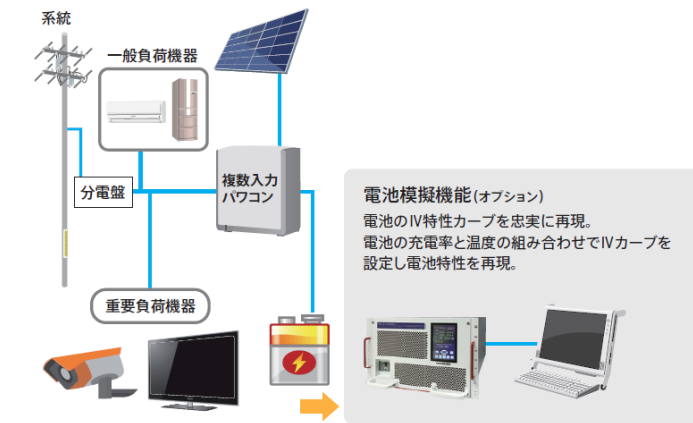 系統
一般負荷機器
分電盤
複数入力
パワコン
重要負荷機器
電池模擬機能(オプション)
電池のIV特性カーブを忠実に再現。
電池の充電率と温度の組み合わせでIVカーブを
設定し電池特性を再現。